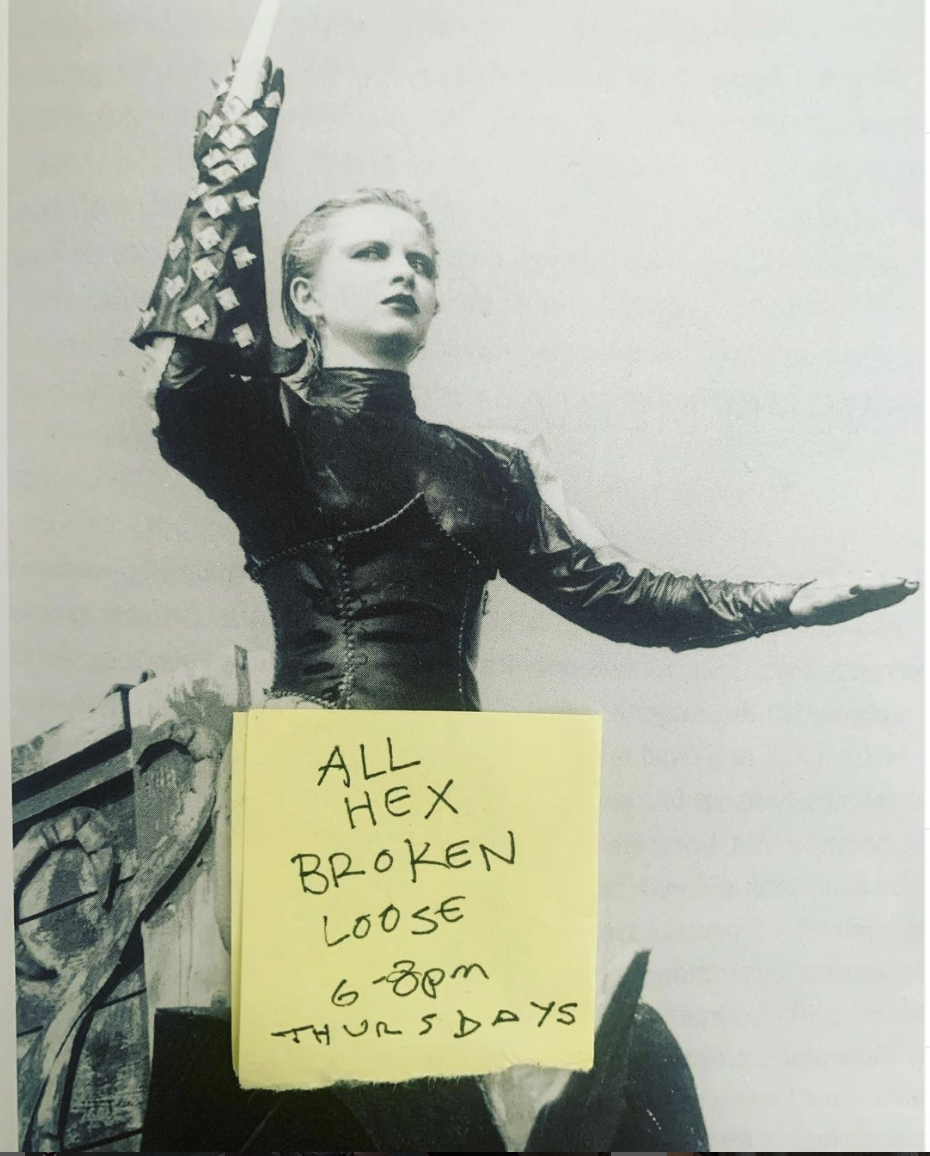 ALL
HEX
BROKEN
LOOSE
6-8pm
THURSDAYS